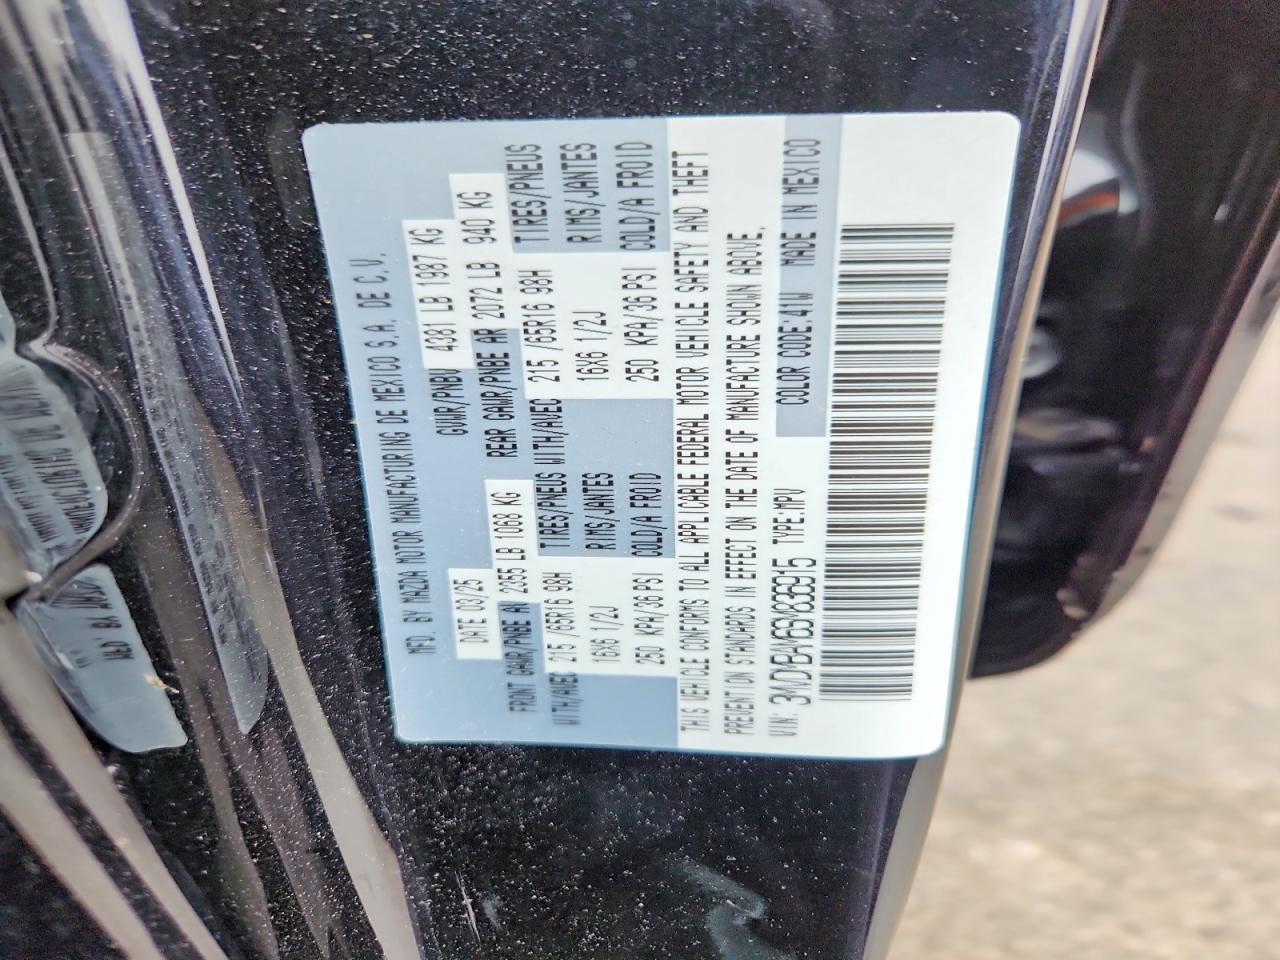 MFD. BY MAZDA MOTOR MANUFACTURING DE MEXICO S.A. DE C.V.
DATE 03/25 GVWR/PNBV 4381 LB 1987 KG
FRONT GAWR/PNBE AV 2355 LB 1068 KG REAR GAWR/PNBE AR 2072 LB 940 KG
WITH/AVEC 215 /65R16 98H TIRES/PNEUS WITH/AVEC 215 /65R16 98H TIRES/PNEUS
16X6 1/2J RIMS/JANTES 16X6 1/2J RIMS/JANTES
250 KPA/36 PSI COLD/A FROID 250 KPA/36 PSI COLD/A FROID
THIS VEHICLE CONFORMS TO ALL APPLICABLE FEDERAL MOTOR VEHICLE SAFETY AND THEFT
PREVENTION STANDARDS IN EFFECT ON THE DATE OF MANUFACTURE SHOWN ABOVE.
VIN: TYPE:MPV COLOR CODE:41W MADE IN MEXICO